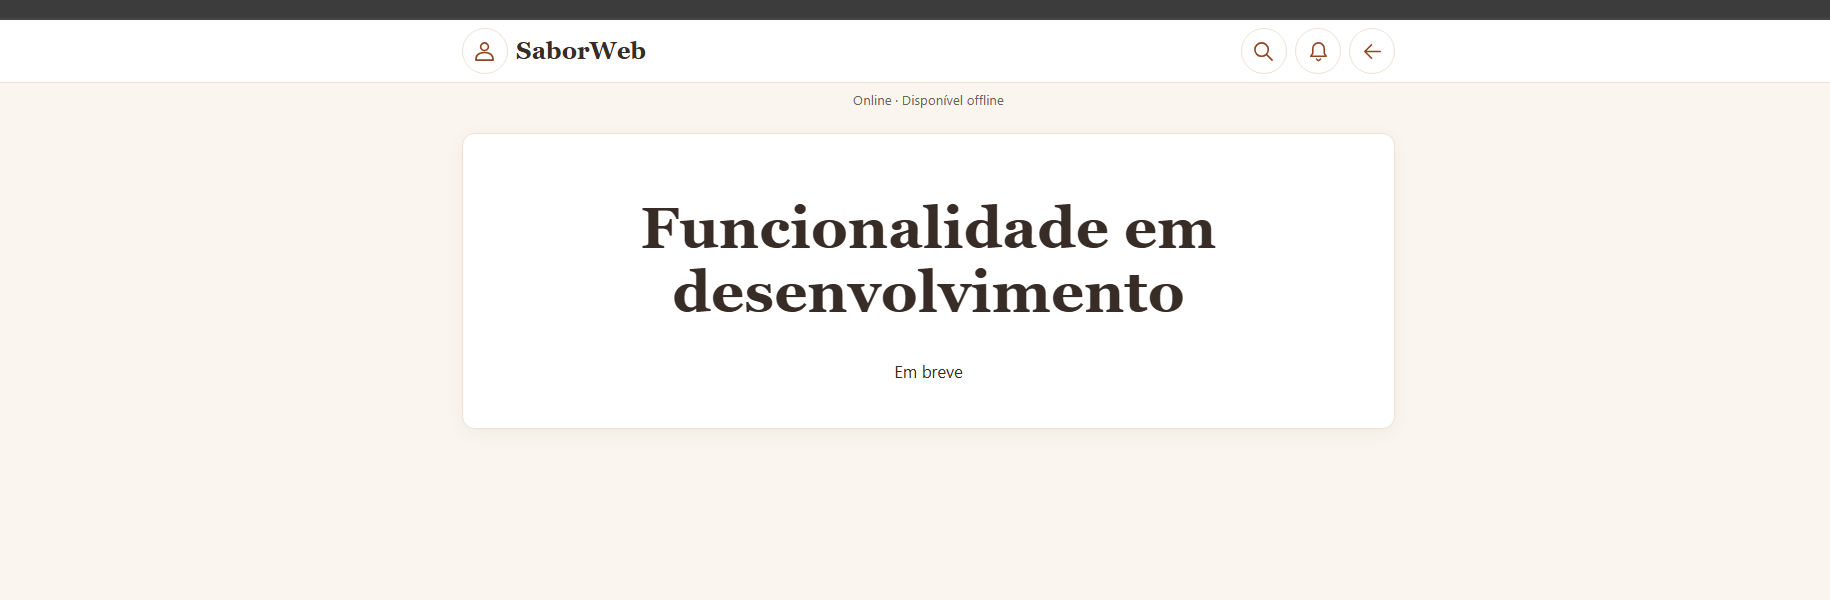 SaborWeb
Online · Disponível offline
Funcionalidade em
desenvolvimento
Em breve